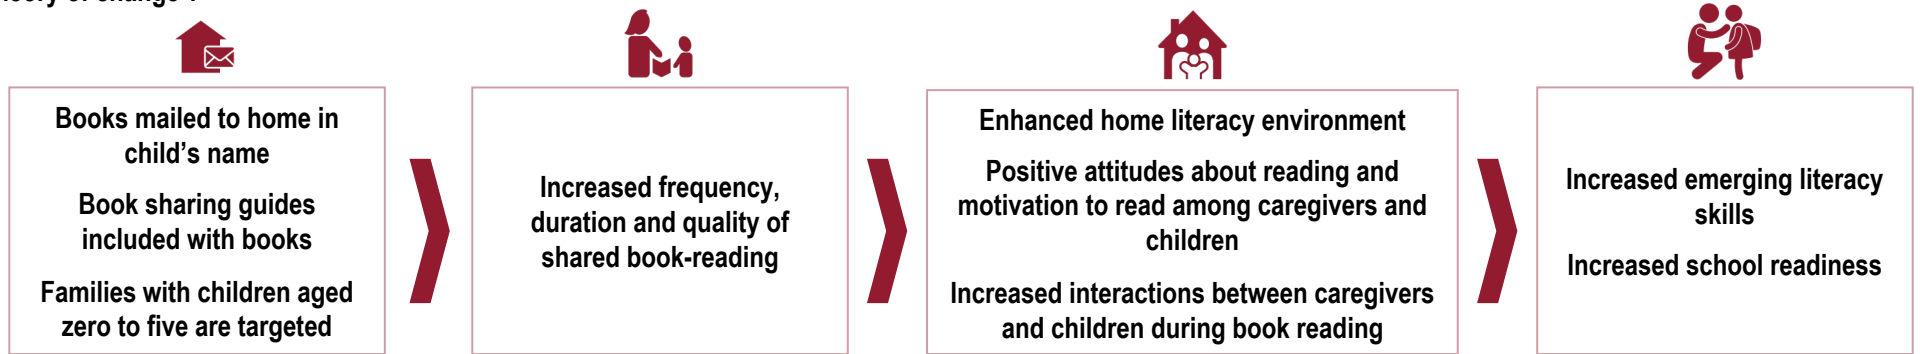 Books mailed to home in
child’s name
Book sharing guides
included with books
Families with children aged
zero to five are targeted
Increased frequency,
duration and quality of
shared book-reading
Enhanced home literacy environment
Positive attitudes about reading and
motivation to read among caregivers and
children
Increased interactions between caregivers
and children during book reading
Increased emerging literacy
skills
Increased school readiness